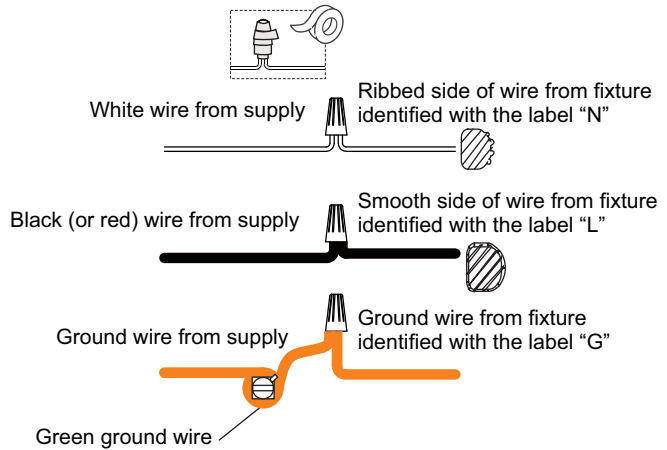 White wire from supply
Ribbed side of wire from fixture
identified with the label “N”
Black (or red) wire from supply
Smooth side of wire from fixture
identified with the label “L”
Ground wire from supply
Ground wire from fixture
identified with the label “G”
Green ground wire